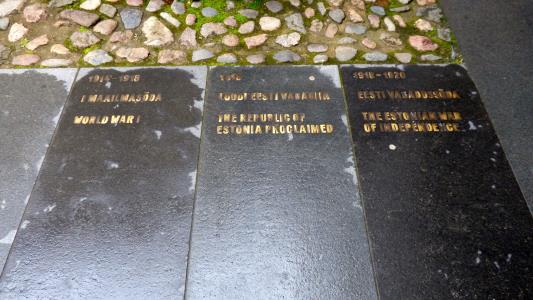 1914-1918
I MAAILMASÕDA
WORLD WAR I
1918
LOODI EESTI VABARIIK
THE REPUBLIC OF
ESTONIA PROCLAIMED
1918-1920
EESTI VABADUSSÕDA
THE ESTONIAN WAR
OF INDEPENDENCE